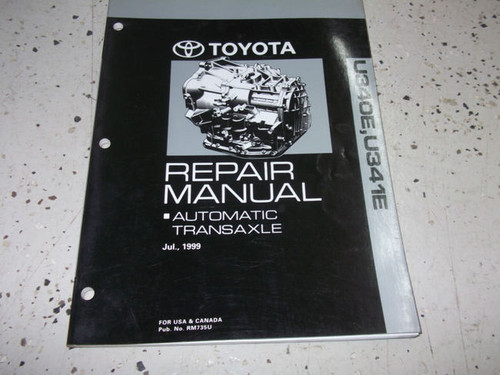 TOYOTA
U340E, U341E
REPAIR
MANUAL
AUTOMATIC
TRANSAXLE
Jul., 1999
FOR USA & CANADA
Pub. No. RM735U